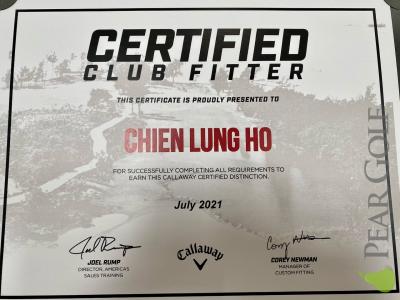 CERTIFIED
CLUB FITTER
THIS CERTIFICATE IS PROUDLY PRESENTED TO
CHIEN LUNG HO
FOR SUCCESSFULLY COMPLETING ALL REQUIREMENTS TO
EARN THIS CALLAWAY CERTIFIED DISTINCTION.
July 2021
Joel Rump
JOEL RUMP
DIRECTOR, AMERICAS
SALES TRAINING
Callaway
COREY NEWMAN
MANAGER OF
CUSTOM FITTING
PEAR GOLF